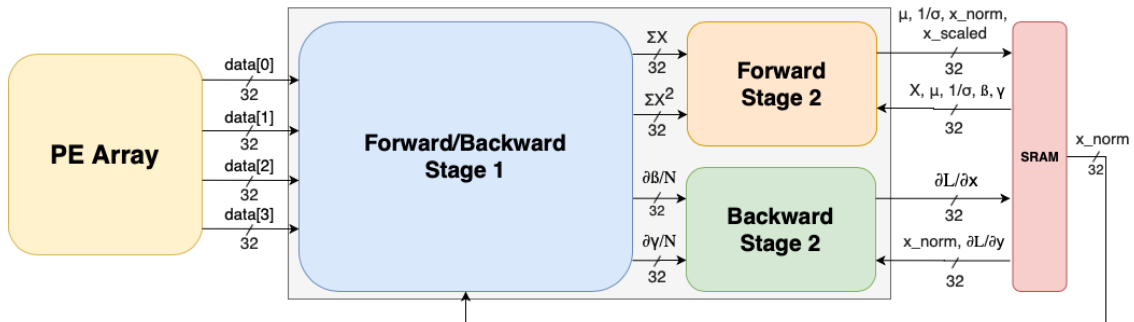 PE Array
data[0]
32
data[1]
32
data[2]
32
data[3]
32
Forward/Backward
Stage 1
ΣX
32
ΣX²
32
∂ß/N
32
∂γ/N
32
Forward
Stage 2
Backward
Stage 2
μ, 1/σ, x_norm,
x_scaled
32
X, μ, 1/σ, ß, γ
32
∂L/∂x
32
x_norm, ∂L/∂y
32
SRAM
x_norm
32